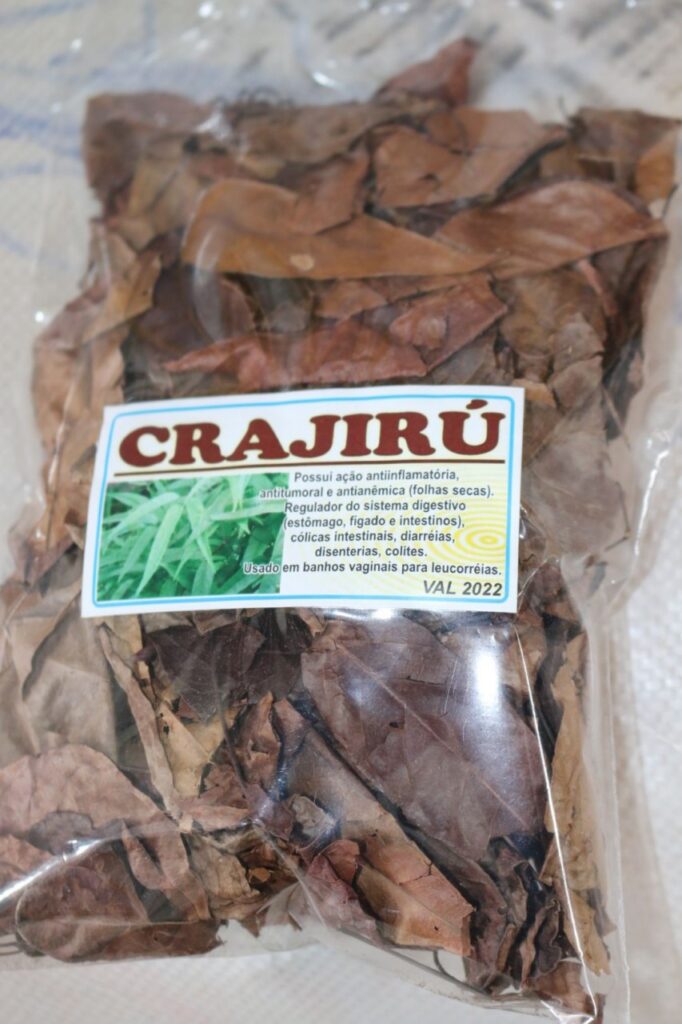 CRAJIRÚ
Possui ação antiinflamatória,
antitumoral e antianêmica (folhas secas).
Regulador do sistema digestivo
(estômago, figado e intestinos),
cólicas intestinais, diarréias,
disenterias, colites.
Usado em banhos vaginais para leucorréias.
VAL 2022